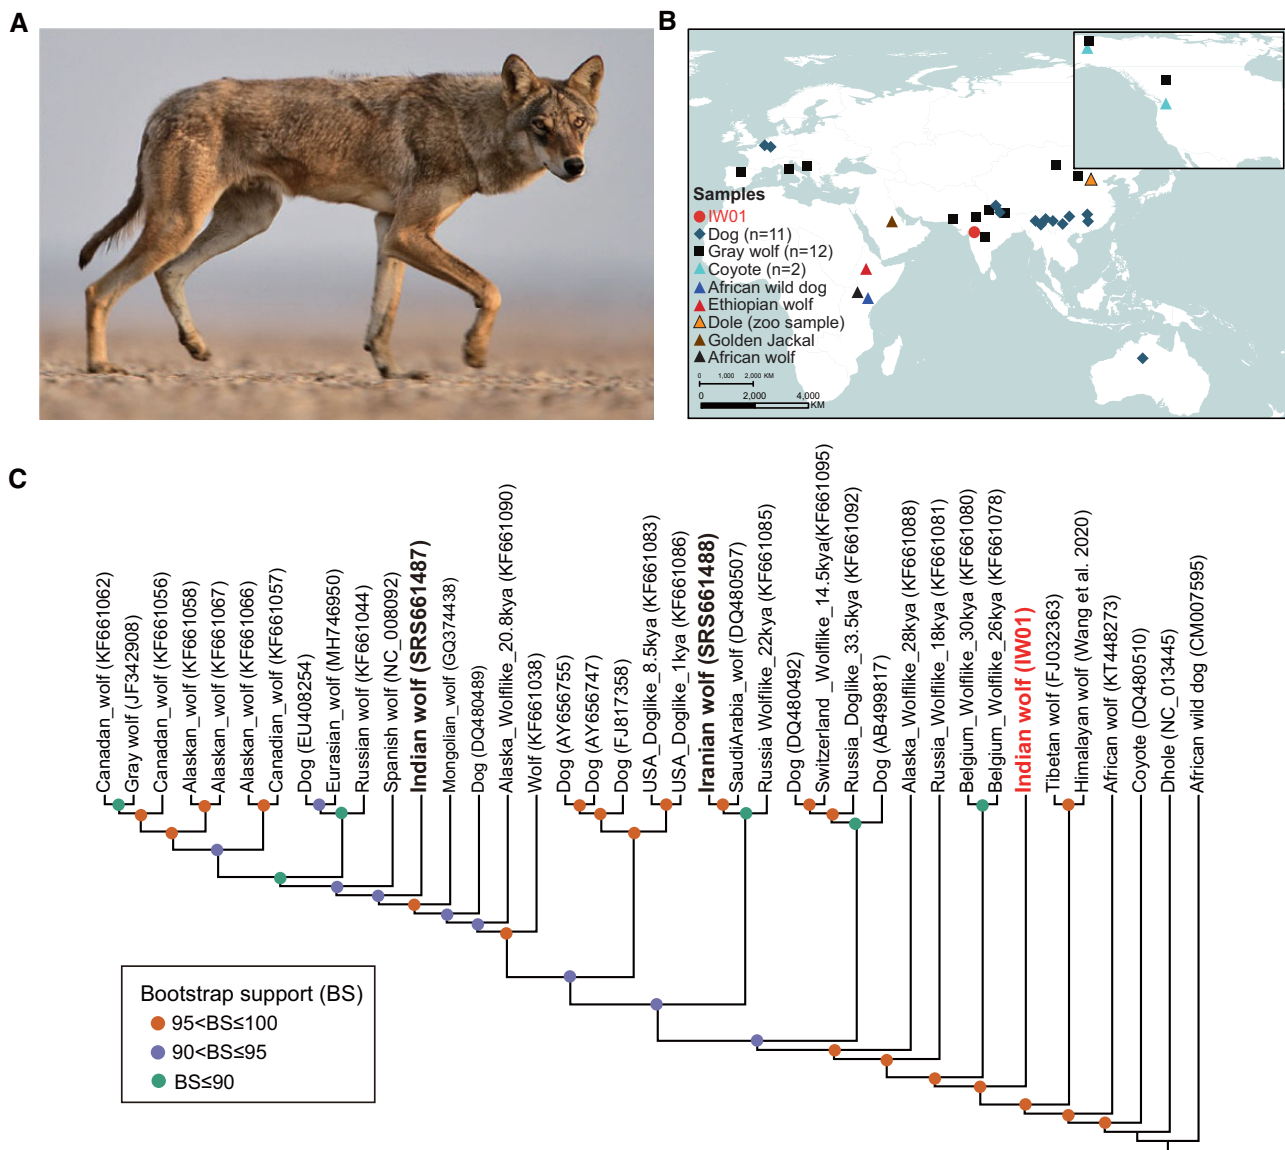 A
B
Samples
IW01
Dog (n=11)
Gray wolf (n=12)
Coyote (n=2)
African wild dog
Ethiopian wolf
Dole (zoo sample)
Golden Jackal
African wolf
0 1,000 2,000 KM
0 2,000 4,000
KM
C
Canadian_wolf (KF661062)
Gray wolf (JF342908)
Canadian_wolf (KF661056)
Alaskan_wolf (KF661058)
Alaskan_wolf (KF661067)
Alaskan_wolf (KF661066)
Canadian_wolf (KF661057)
Dog (EU408254)
Eurasian_wolf (MH746950)
Russian_wolf (KF661044)
Spanish_wolf (NC_008092)
Indian wolf (SRS661487)
Mongolian_wolf (GQ374438)
Dog (DQ480489)
Alaska_Wolflike_20.8kya (KF661090)
Wolf (KF661038)
Dog (AY656755)
Dog (AY656747)
Dog (FJ817358)
USA_Doglike_8.5kya (KF661083)
USA_Doglike_1kya (KF661086)
Iranian wolf (SRS661488)
SaudiArabia_wolf (DQ480507)
Russia Wolflike_22kya (KF661085)
Dog (DQ480492)
Switzerland_Wolflike_14.5kya(KF661095)
Russia_Doglike_33.5kya (KF661092)
Dog (AB499817)
Alaska_Wolflike_28kya (KF661088)
Russia_Wolflike_18kya (KF661081)
Belgium_Wolflike_30kya (KF661080)
Belgium_Wolflike_26kya (KF661078)
Indian wolf (IW01)
Tibetan wolf (FJ032363)
Himalayan wolf (Wang et al. 2020)
African wolf (KT448273)
Coyote (DQ480510)
Dhole (NC_013445)
African wild dog (CM007595)
Bootstrap support (BS)
95<BS≤100
90<BS≤95
BS≤90